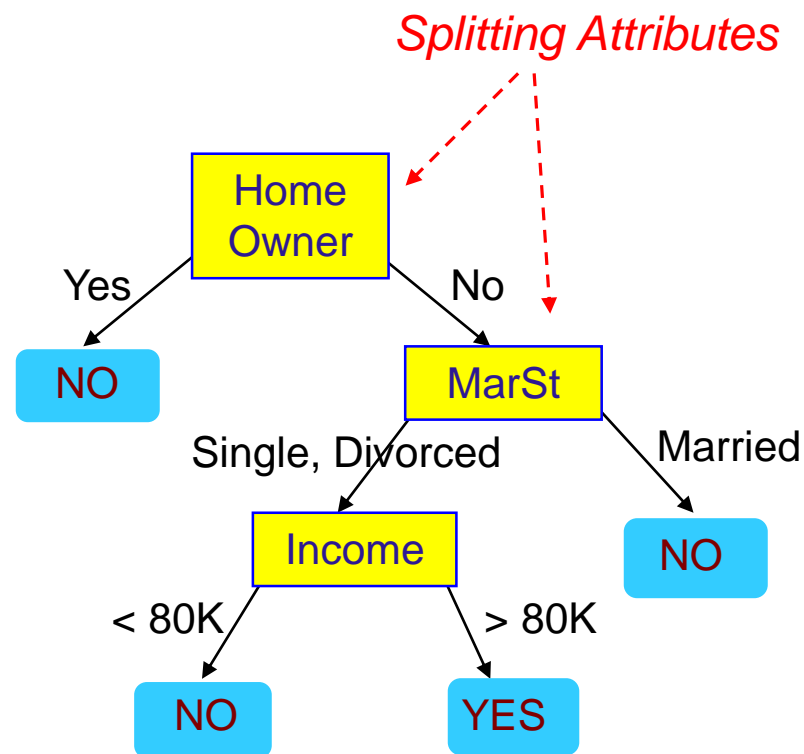 Splitting Attributes
Home
Owner
Yes
No
NO
MarSt
Single, Divorced
Married
Income
NO
< 80K
> 80K
NO
YES